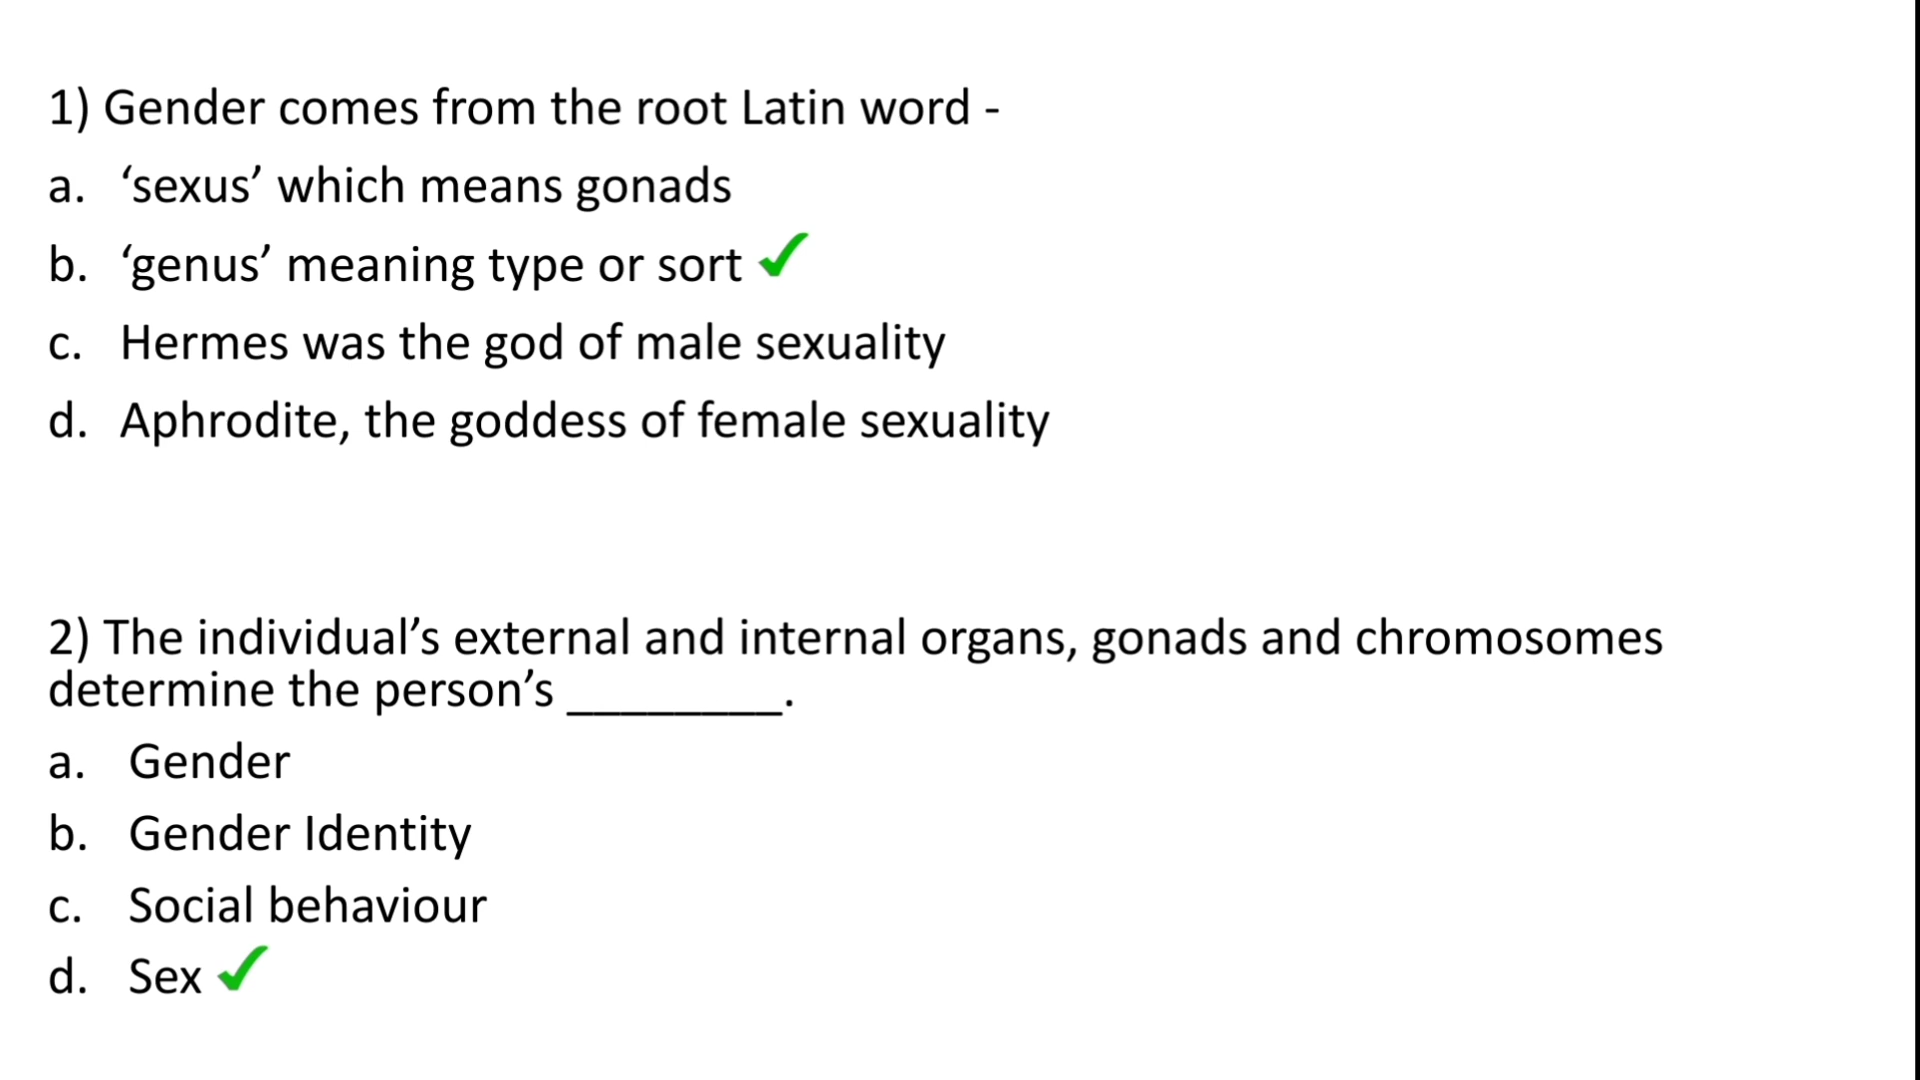 1) Gender comes from the root Latin word -
a. ‘sexus’ which means gonads
b. ‘genus’ meaning type or sort
c. Hermes was the god of male sexuality
d. Aphrodite, the goddess of female sexuality
2) The individual’s external and internal organs, gonads and chromosomes
determine the person’s ________.
a. Gender
b. Gender Identity
c. Social behaviour
d. Sex